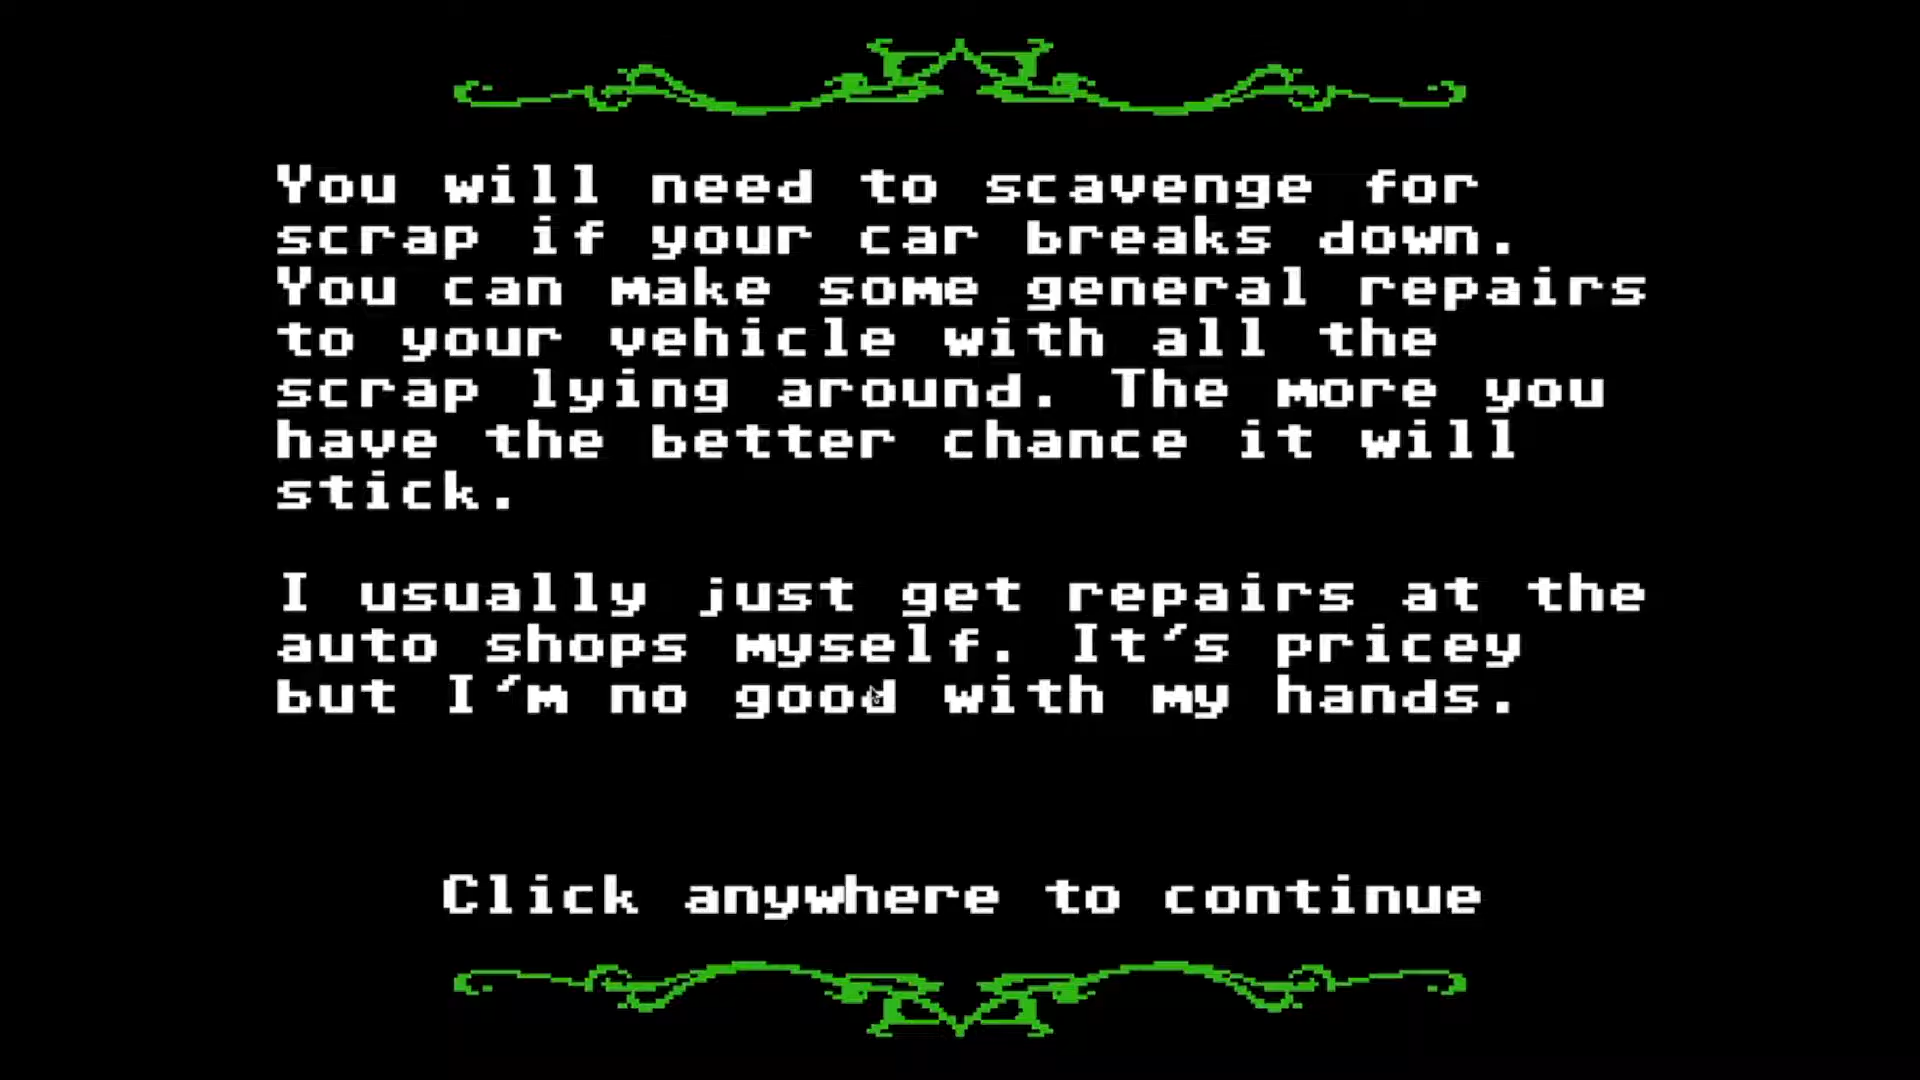 You will need to scavenge for
scrap if your car breaks down.
You can make some general repairs
to your vehicle with all the
scrap lying around. The more you
have the better chance it will
stick.
I usually just get repairs at the
auto shops myself. It's pricey
but I'm no good with my hands.
Click anywhere to continue